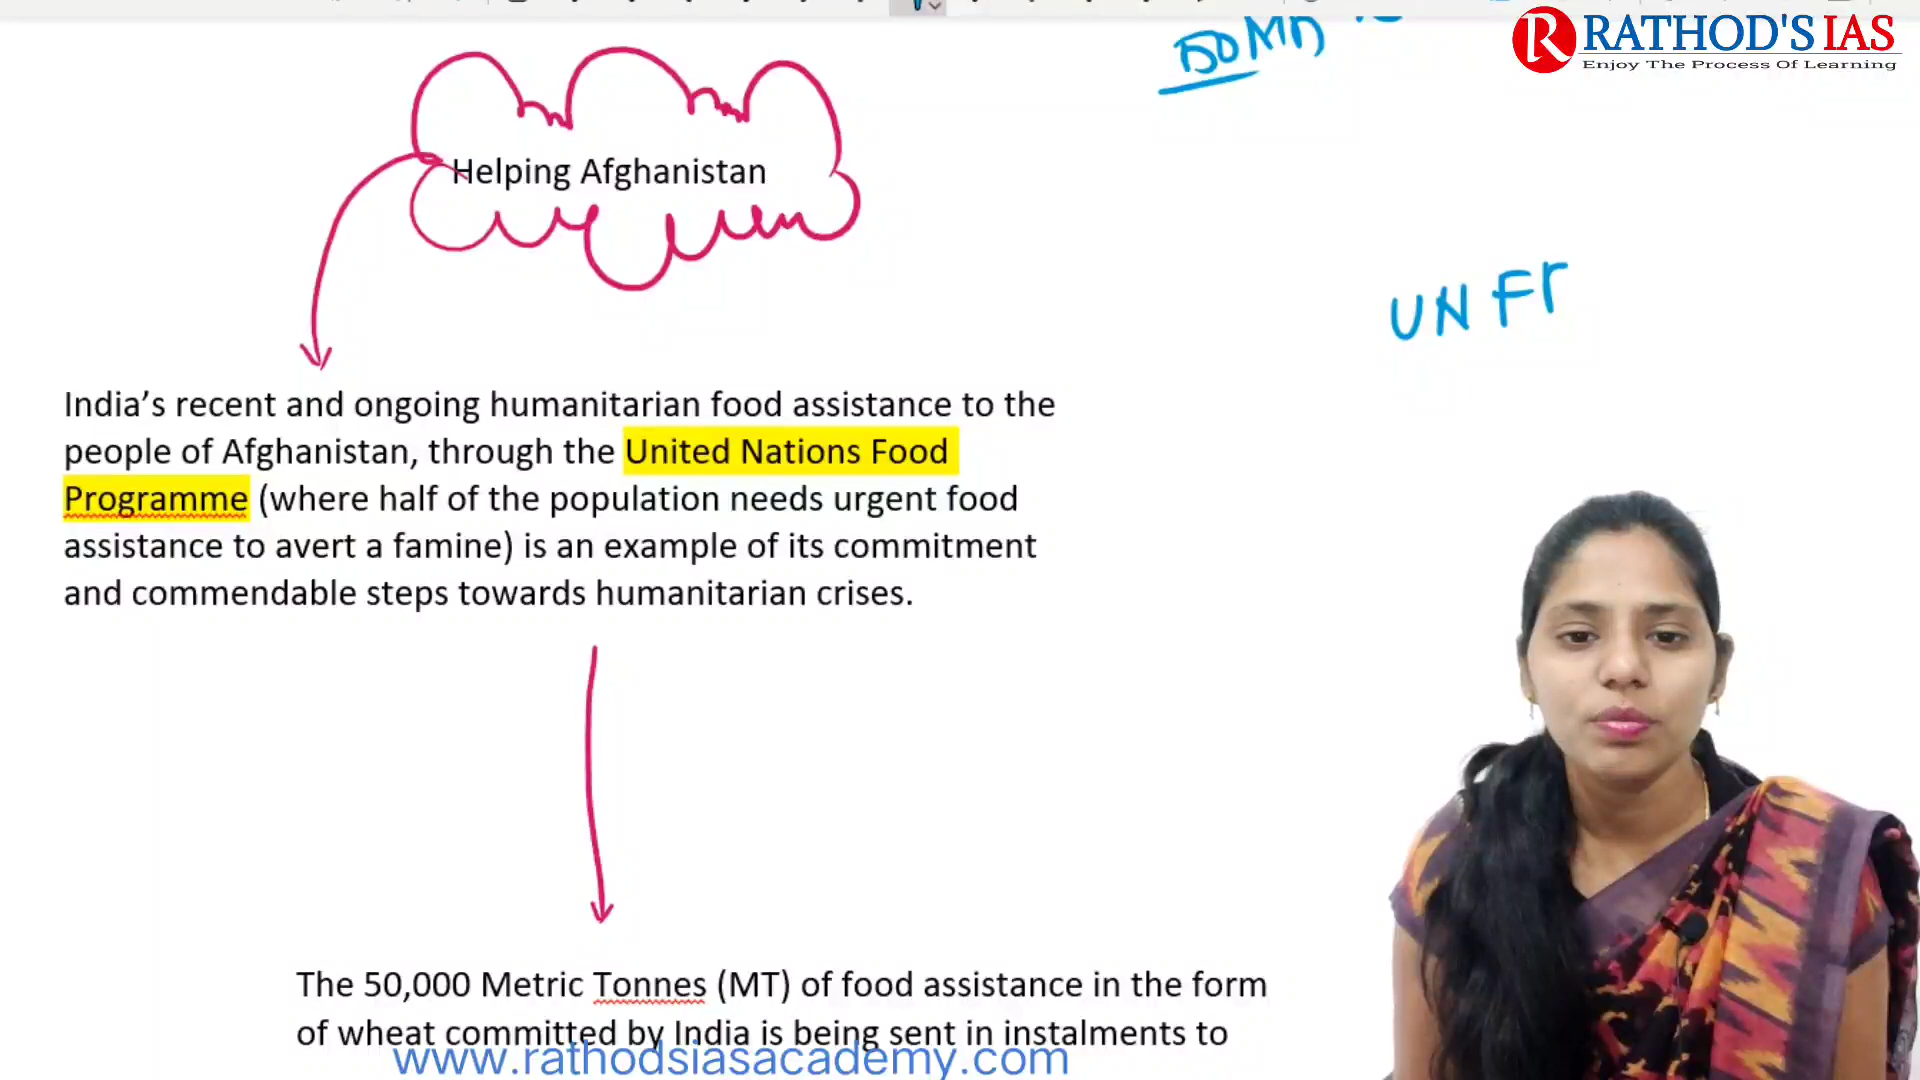 RATHOD'S IAS
Enjoy The Process Of Learning
Helping Afghanistan
UN FP
India’s recent and ongoing humanitarian food assistance to the
people of Afghanistan, through the United Nations Food
Programme (where half of the population needs urgent food
assistance to avert a famine) is an example of its commitment
and commendable steps towards humanitarian crises.
The 50,000 Metric Tonnes (MT) of food assistance in the form
of wheat committed by India is being sent in instalments to
www.rathodsiasacademy.com